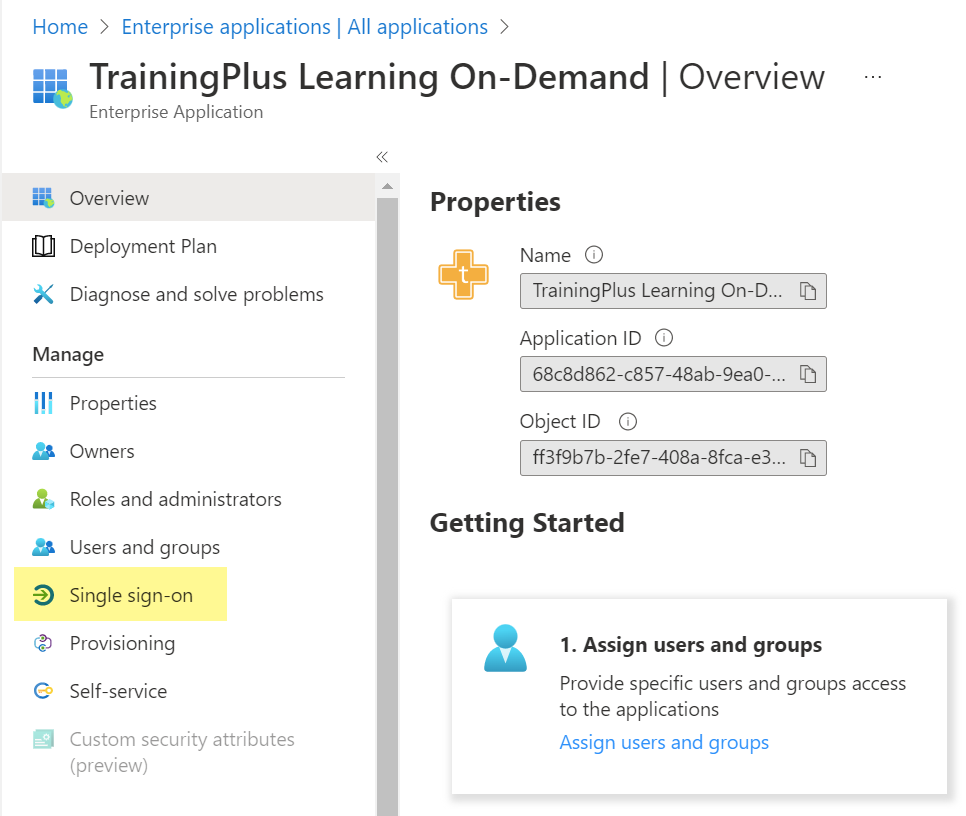 Home > Enterprise applications | All applications >
TrainingPlus Learning On-Demand | Overview ...
Enterprise Application
«
Overview
Deployment Plan
Diagnose and solve problems
Manage
Properties
Owners
Roles and administrators
Users and groups
Single sign-on
Provisioning
Self-service
Custom security attributes
(preview)
Properties
t
Name
TrainingPlus Learning On-D...
Application ID
68c8d862-c857-48ab-9ea0-...
Object ID
ff3f9b7b-2fe7-408a-8fca-e3...
Getting Started
1. Assign users and groups
Provide specific users and groups access
to the applications
Assign users and groups